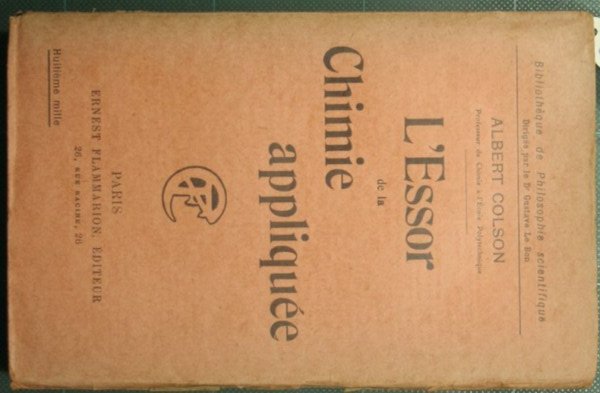 Bibliothèque de Philosophie scientifique
Dirigée par le Dr Gustave Le Bon
ALBERT COLSON
Professeur de Chimie à l'École Polytechnique
L'Essor
de la
Chimie
appliquée
PARIS
ERNEST FLAMMARION, ÉDITEUR
26, RUE RACINE, 26
Huitième mille